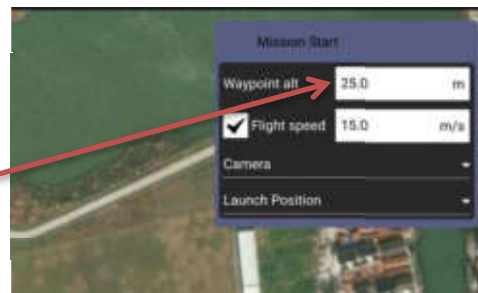 Mission Start
Waypoint alt 25.0 m
Flight speed 15.0 m/s
Camera
Launch Position